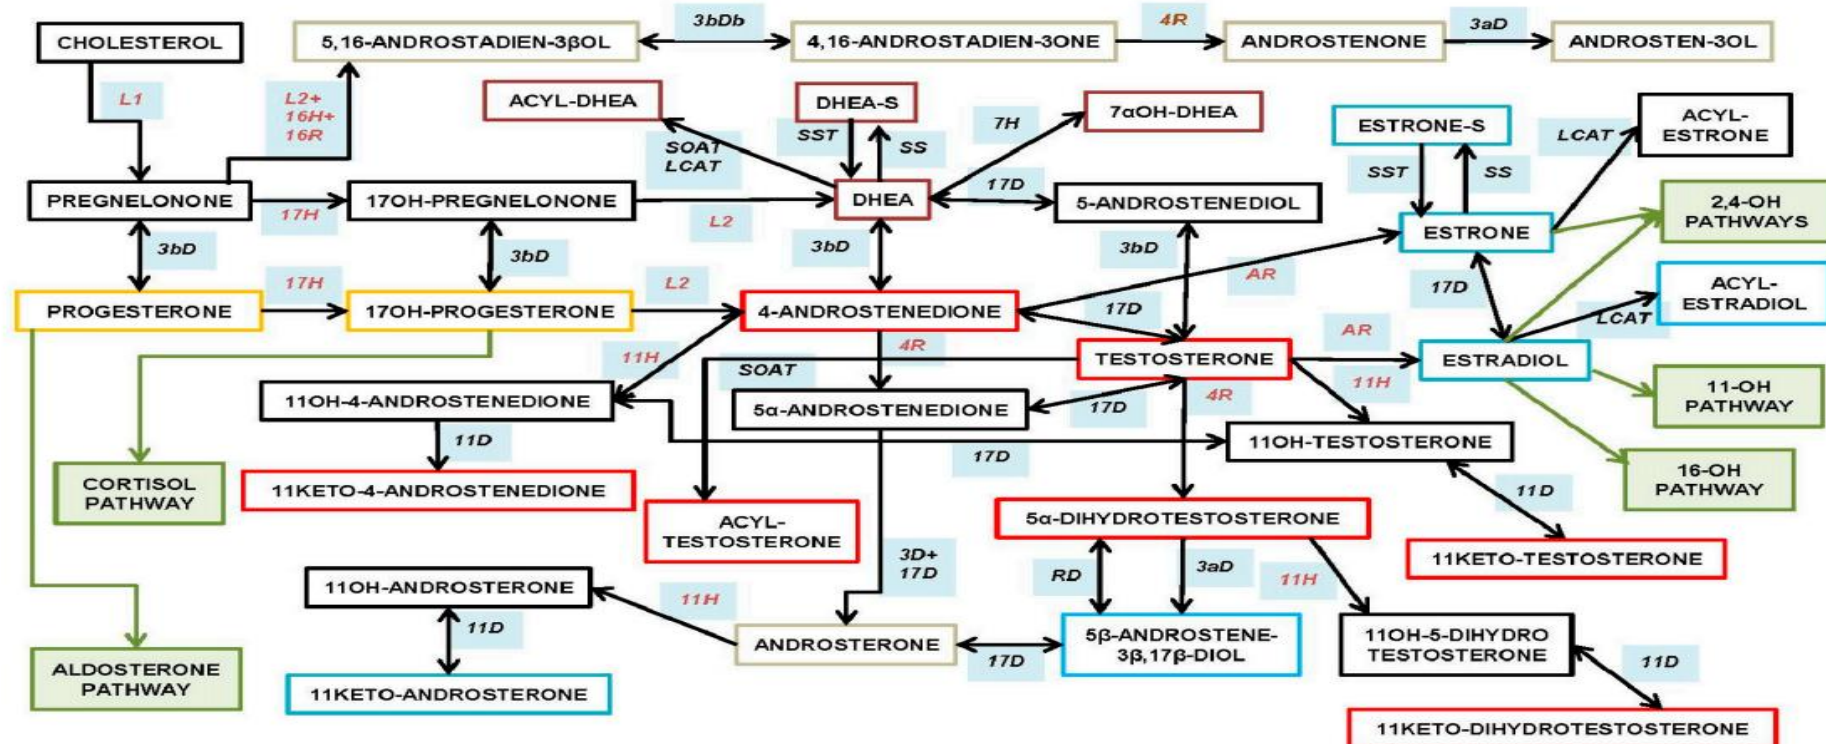 3bDb
4R
3aD
CHOLESTEROL
5,16-ANDROSTADIEN-3βOL
4,16-ANDROSTADIEN-3ONE
ANDROSTENONE
ANDROSTEN-3OL
L1
L2+
16H+
16R
ACYL-DHEA
DHEA-S
7αOH-DHEA
ESTRONE-S
ACYL-
ESTRONE
SOAT
LCAT
SST
SS
7H
LCAT
SST
SS
PREGNELONONE
17H
17OH-PREGNELONONE
L2
DHEA
17D
5-ANDROSTENEDIOL
ESTRONE
2,4-OH
PATHWAYS
3bD
3bD
3bD
3bD
AR
17D
ACYL-
ESTRADIOL
LCAT
PROGESTERONE
17H
17OH-PROGESTERONE
L2
4-ANDROSTENEDIONE
17D
11H
4R
SOAT
TESTOSTERONE
AR
11H
ESTRADIOL
11-OH
PATHWAY
11OH-4-ANDROSTENEDIONE
5α-ANDROSTENEDIONE
17D
4R
11D
17D
11OH-TESTOSTERONE
16-OH
PATHWAY
CORTISOL
PATHWAY
11KETO-4-ANDROSTENEDIONE
ACYL-
TESTOSTERONE
5α-DIHYDROTESTOSTERONE
11D
11KETO-TESTOSTERONE
3D+
17D
RD
3aD
11H
11OH-ANDROSTERONE
11H
11D
ANDROSTERONE
17D
5β-ANDROSTENE-
3β,17β-DIOL
11OH-5-DIHYDRO
TESTOSTERONE
11D
ALDOSTERONE
PATHWAY
11KETO-ANDROSTERONE
11KETO-DIHYDROTESTOSTERONE